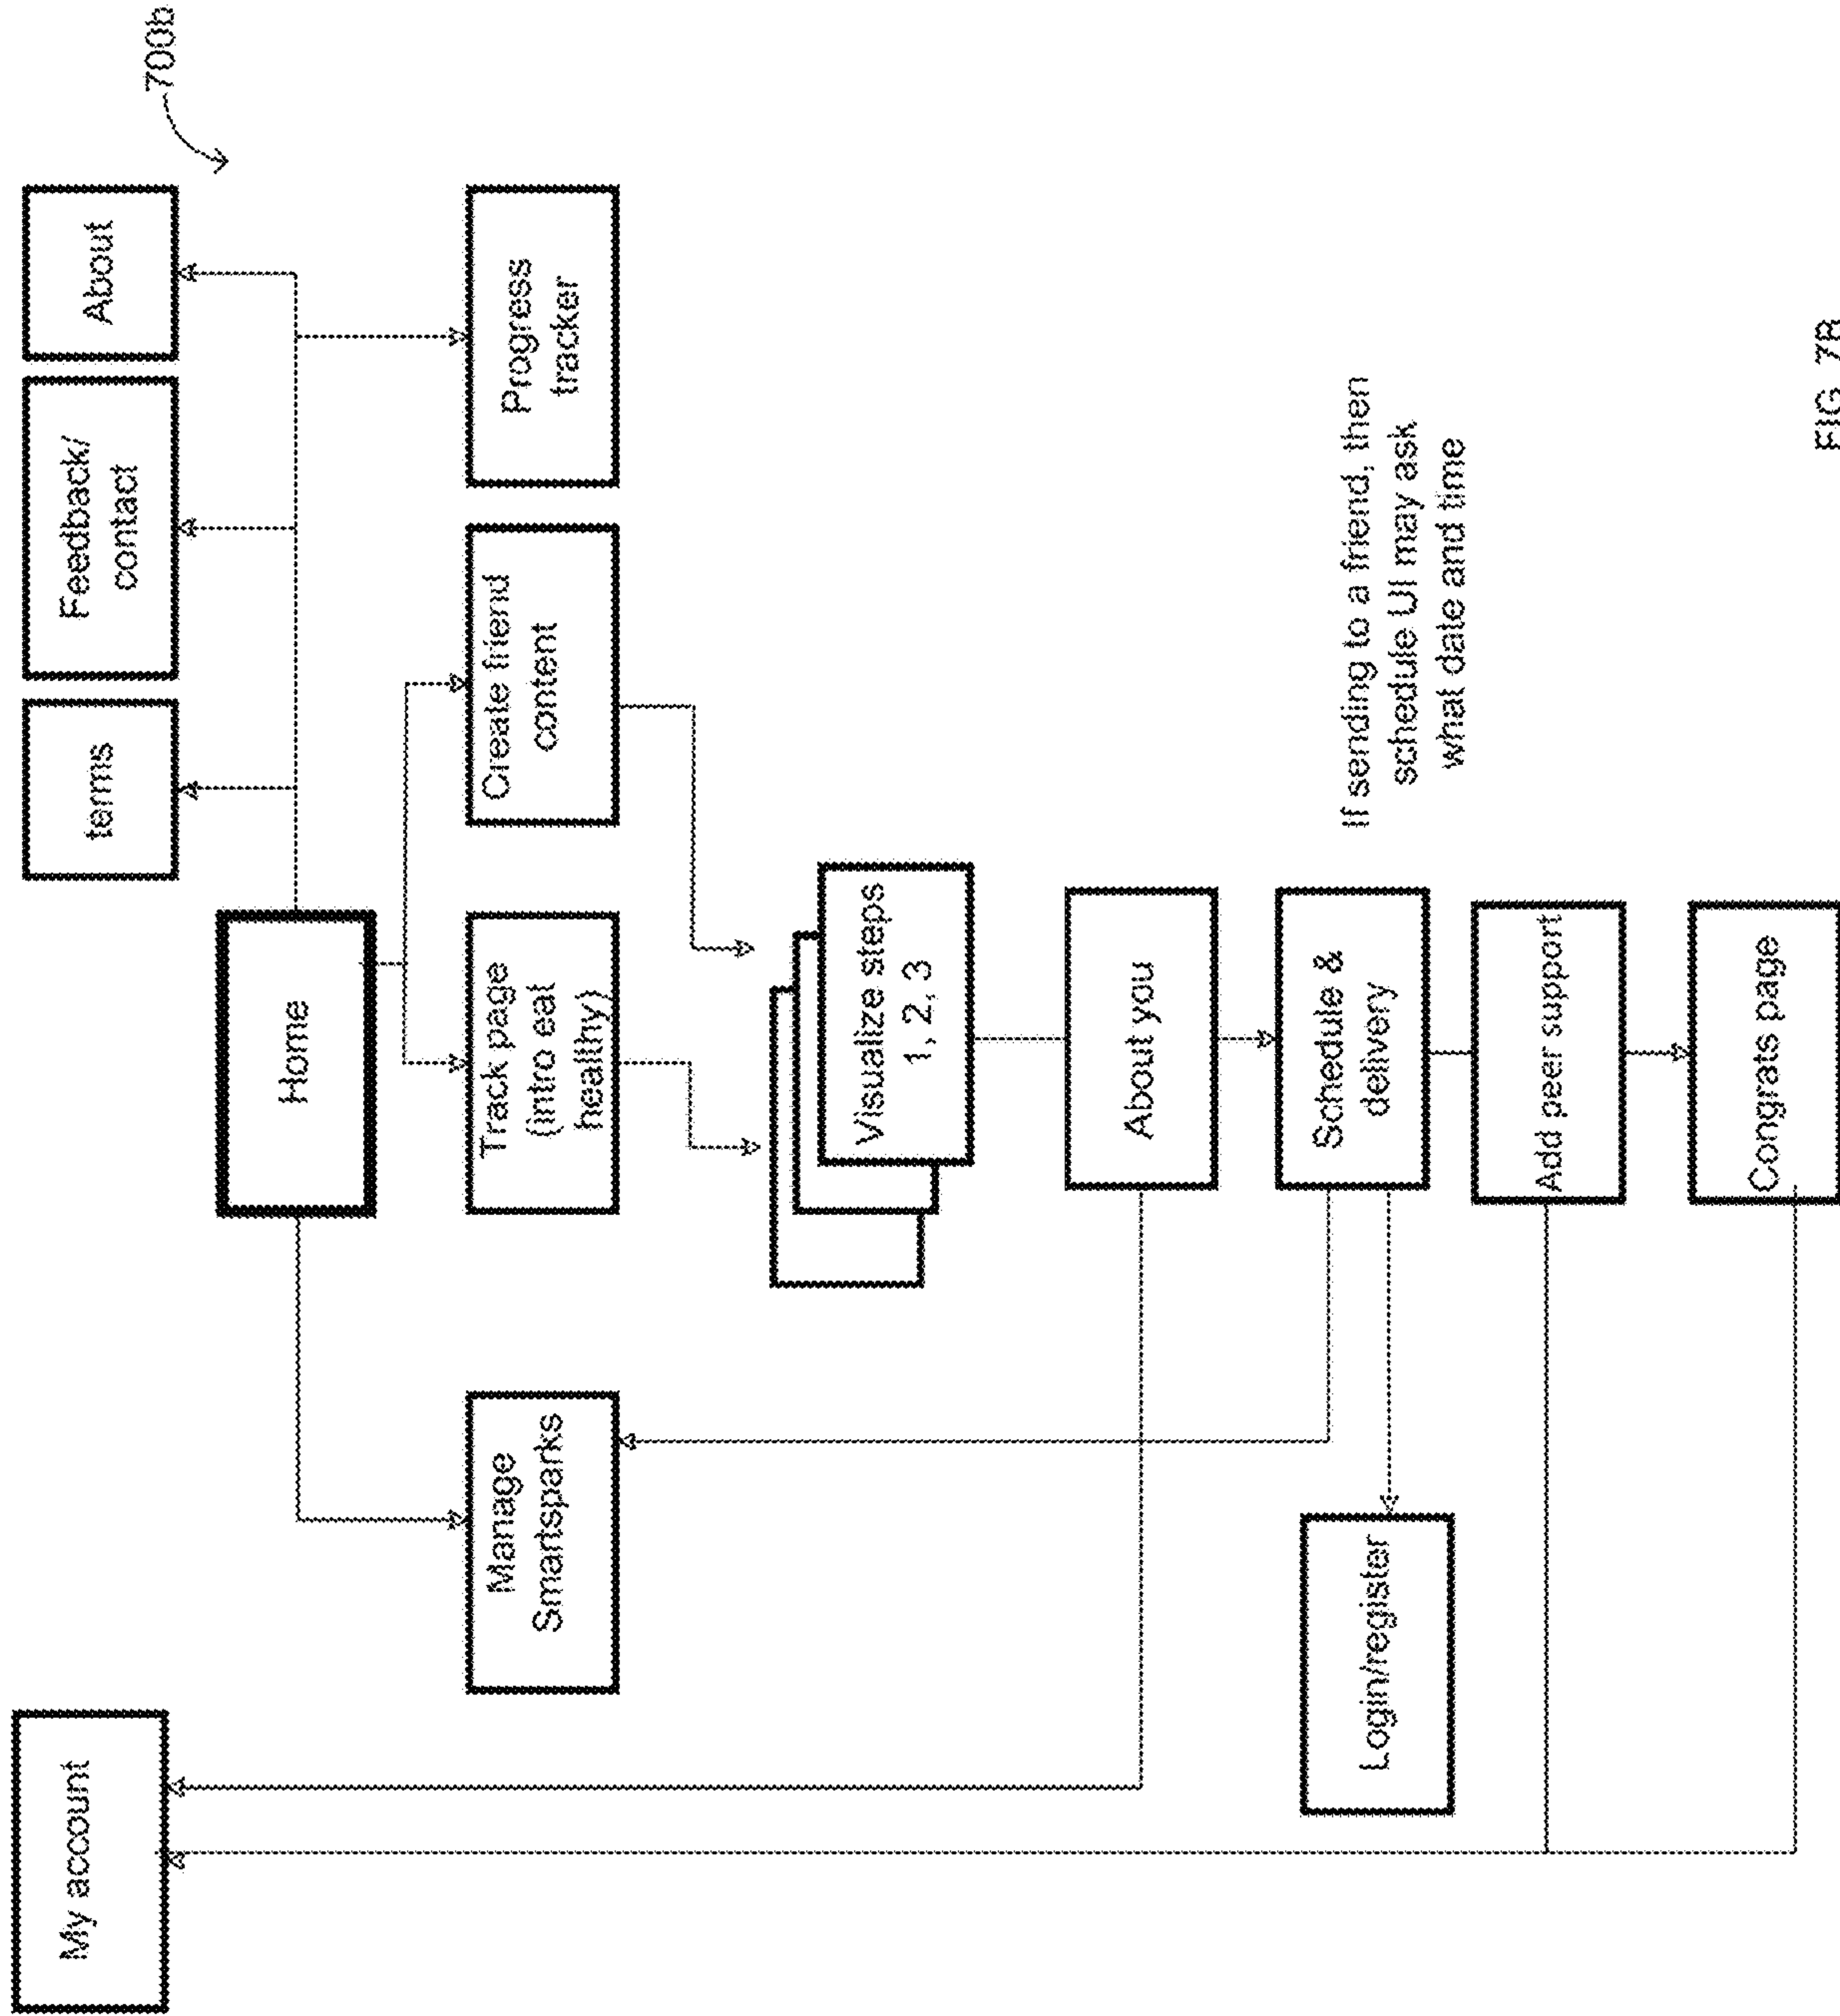 My account
terms
Feedback/
contact
About
700b
Home
Manage
Smartsparks
Track page
(intro eat
healthy)
Create friend
content
Progress
tracker
Visualize steps
1, 2, 3
About you
Login/register
Schedule &
delivery
If sending to a friend, then
schedule UI may ask
what date and time
Add peer support
Congrats page
FIG. 7B